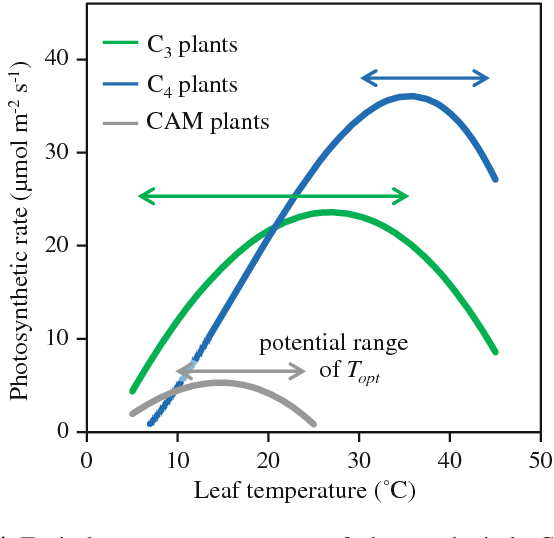 C3 plants
C4 plants
CAM plants
potential range
of Topt
Photosynthetic rate (μmol m-2 s-1)
40
30
20
10
0
0 10 20 30 40 50
Leaf temperature (˚C)